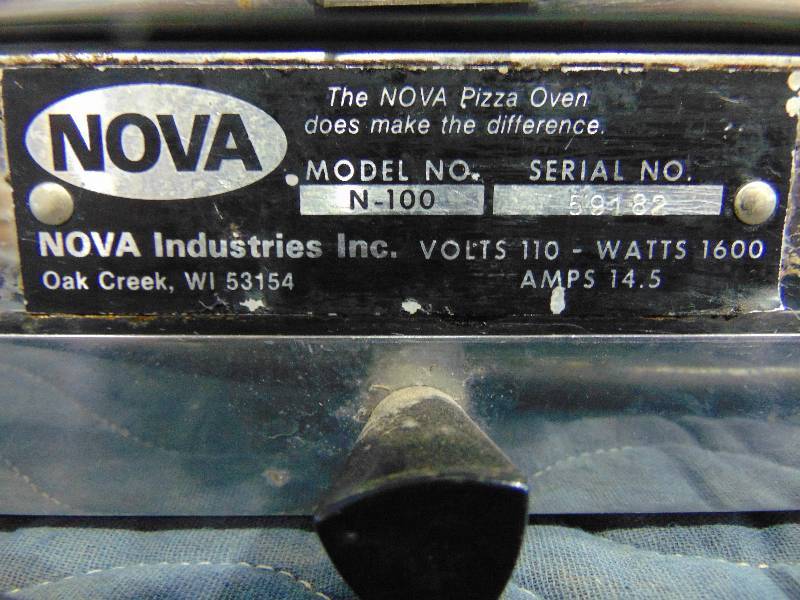 NOVA
The NOVA Pizza Oven
does make the difference.
MODEL NO. SERIAL NO.
N-100 59182
NOVA Industries Inc. VOLTS 110 - WATTS 1600
Oak Creek, WI 53154 AMPS 14.5